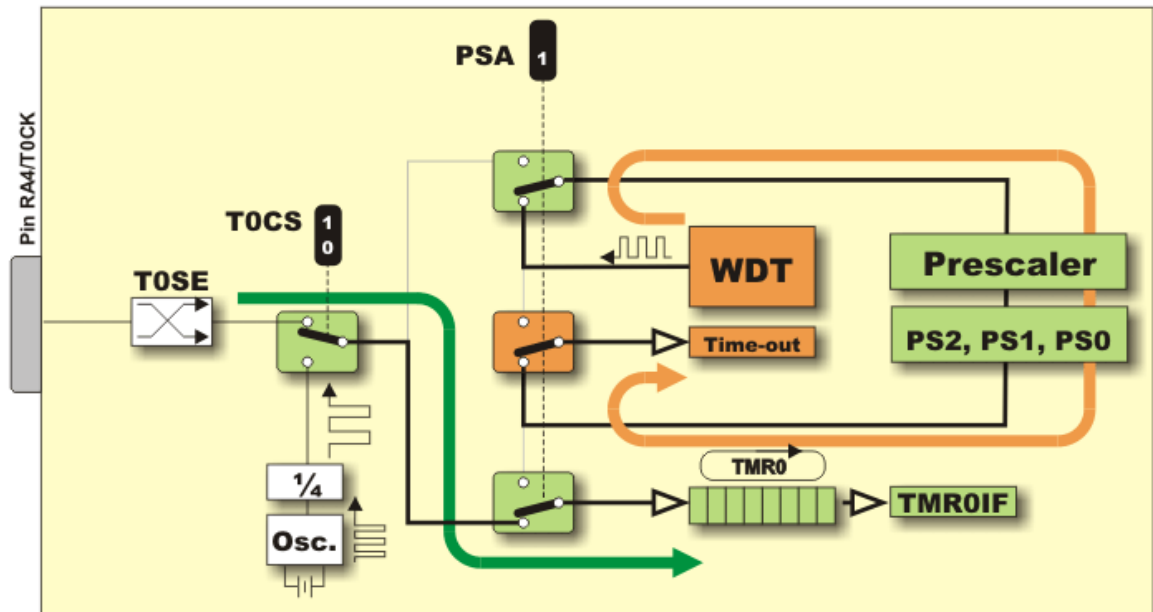 PSA
1
Pin RA4/T0CK
T0CS
1
0
T0SE
WDT
Prescaler
PS2, PS1, PS0
Time-out
¼
Osc.
TMR0
TMR0IF